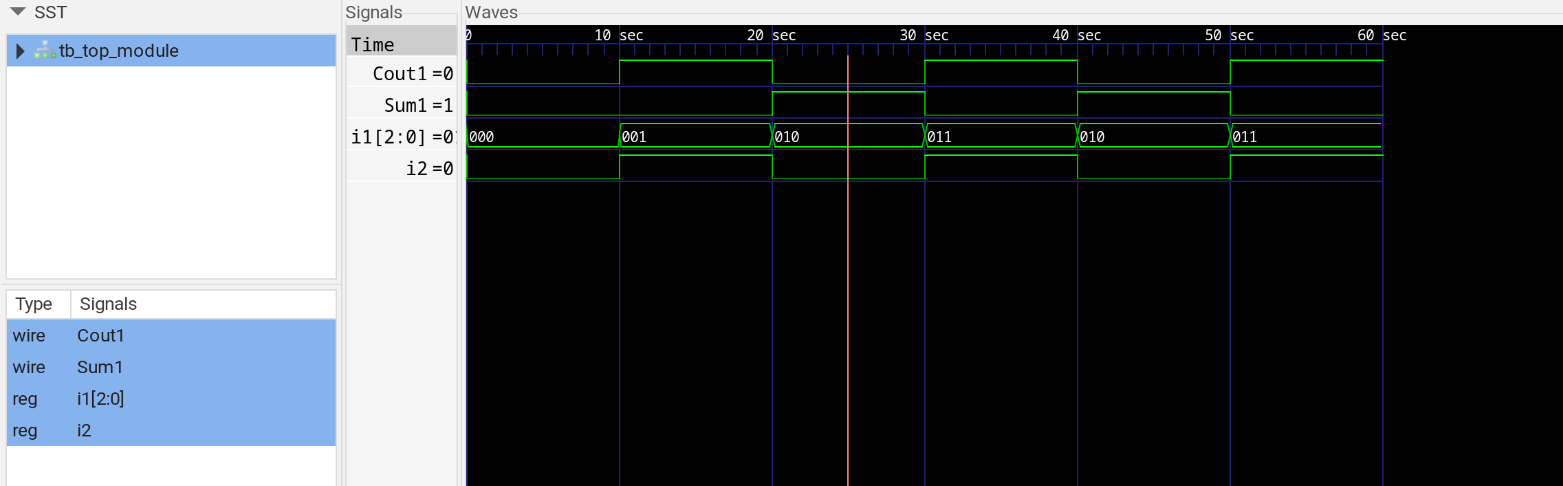 SST
tb_top_module
Type Signals
wire Cout1
wire Sum1
reg i1[2:0]
reg i2
Signals
Time
Cout1=0
Sum1=1
i1[2:0]=0
i2=0
Waves
0 10 sec 20 sec 30 sec 40 sec 50 sec 60 sec
000 001 010 011 010 011